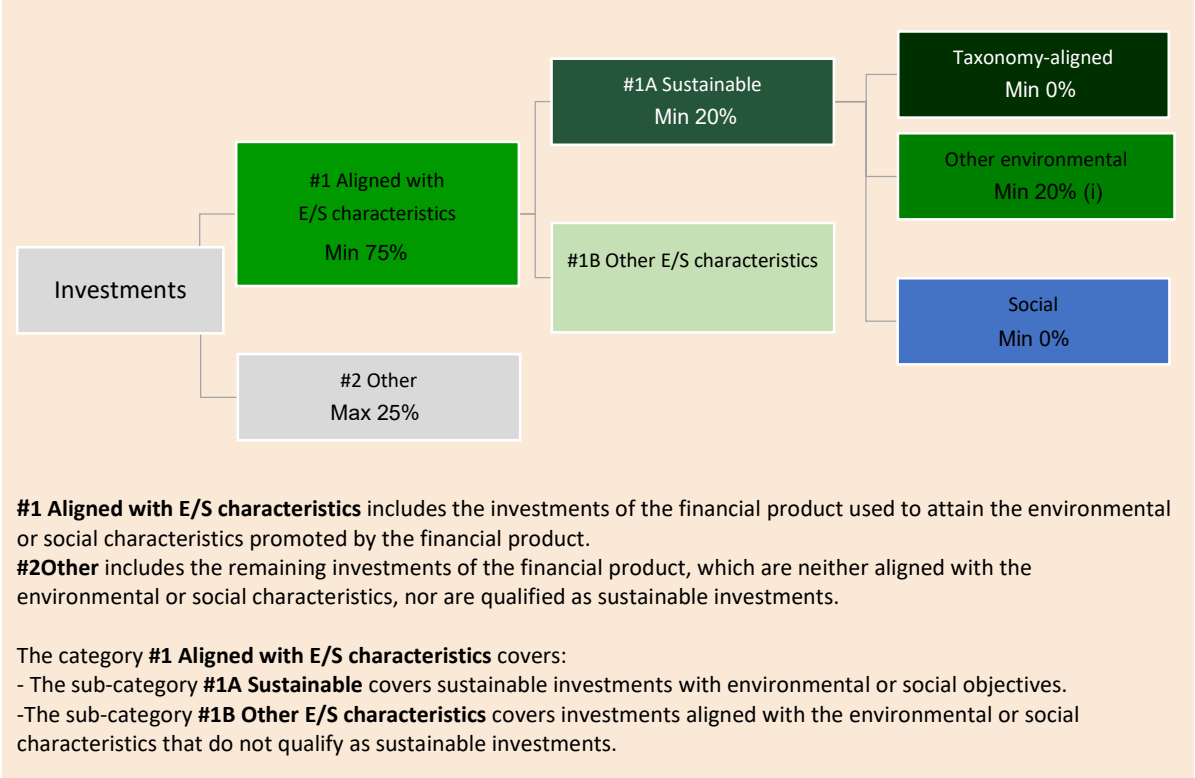 Investments
#1 Aligned with
E/S characteristics
Min 75%
#2 Other
Max 25%
#1A Sustainable
Min 20%
#1B Other E/S characteristics
Taxonomy-aligned
Min 0%
Other environmental
Min 20% (i)
Social
Min 0%
#1 Aligned with E/S characteristics includes the investments of the financial product used to attain the environmental
or social characteristics promoted by the financial product.
#2Other includes the remaining investments of the financial product, which are neither aligned with the
environmental or social characteristics, nor are qualified as sustainable investments.
The category #1 Aligned with E/S characteristics covers:
- The sub-category #1A Sustainable covers sustainable investments with environmental or social objectives.
-The sub-category #1B Other E/S characteristics covers investments aligned with the environmental or social
characteristics that do not qualify as sustainable investments.